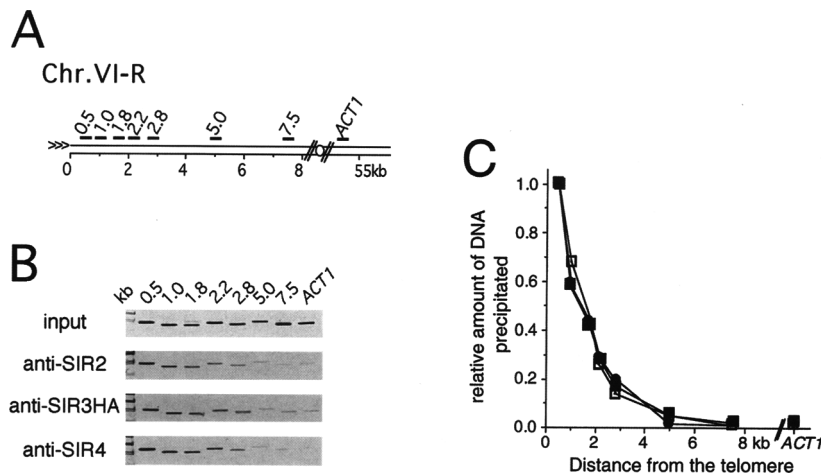 A
Chr.VI-R
0.5 1.0 1.8 2.2 2.8 5.0 7.5 ACT1
0 2 4 6 8 55kb
B
kb 0.5 1.0 1.8 2.2 2.8 5.0 7.5 ACT1
input
anti-SIR2
anti-SIR3HA
anti-SIR4
C
relative amount of DNA
precipitated
1.0
0.8
0.6
0.4
0.2
0.0
0 2 4 6 8 kb ACT1
Distance from the telomere